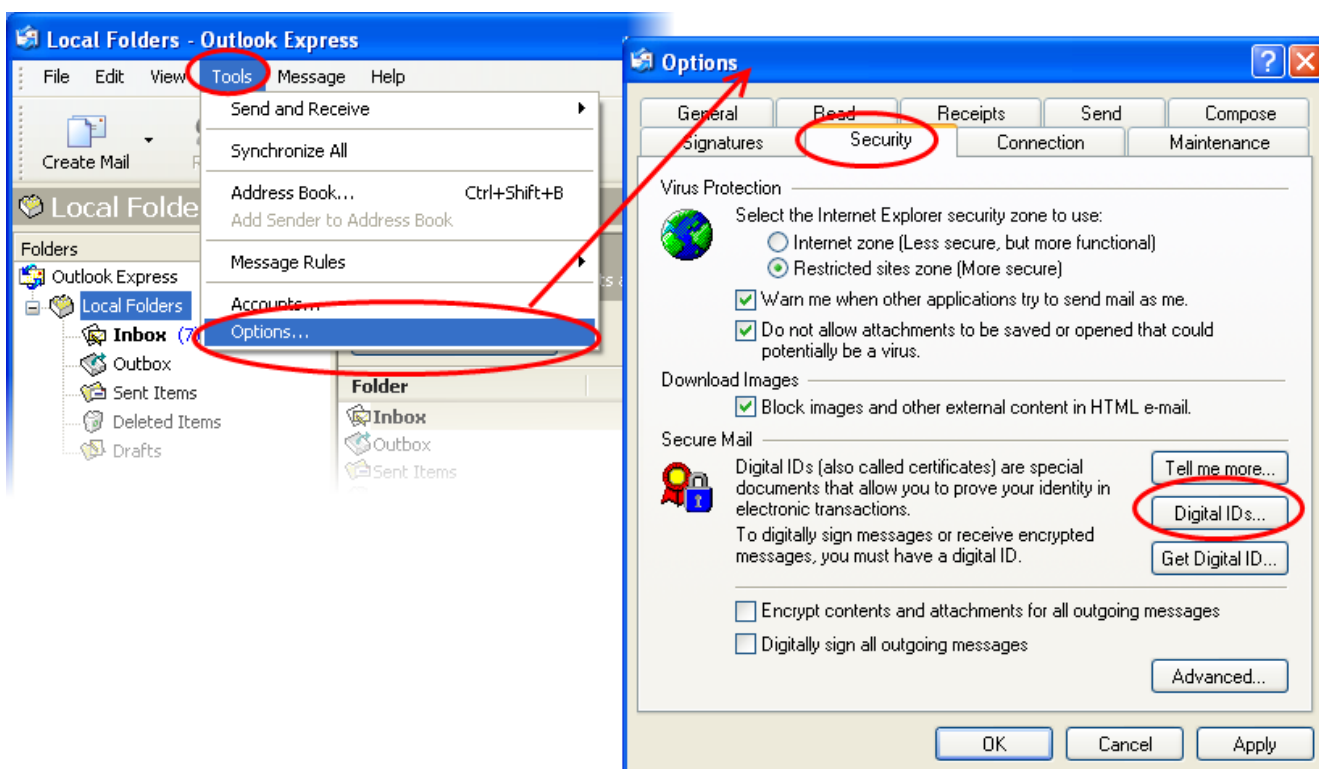 Local Folders - Outlook Express
File Edit View Tools Message Help
Create Mail
Send and Receive
Synchronize All
Address Book... Ctrl+Shift+B
Add Sender to Address Book
Message Rules
Accounts...
Options...
Local Folde
Folders
Outlook Express
Local Folders
Inbox (7)
Outbox
Sent Items
Deleted Items
Drafts
Folder
Inbox
Outbox
Sent Items
Options
General Read Receipts Send Compose
Signatures Security Connection Maintenance
Virus Protection
Select the Internet Explorer security zone to use:
Internet zone (Less secure, but more functional)
Restricted sites zone (More secure)
Warn me when other applications try to send mail as me.
Do not allow attachments to be saved or opened that could
potentially be a virus.
Download Images
Block images and other external content in HTML e-mail.
Secure Mail
Digital IDs (also called certificates) are special
documents that allow you to prove your identity in
electronic transactions.
To digitally sign messages or receive encrypted
messages, you must have a digital ID.
Tell me more...
Digital IDs...
Get Digital ID...
Encrypt contents and attachments for all outgoing messages
Digitally sign all outgoing messages
Advanced...
OK Cancel Apply